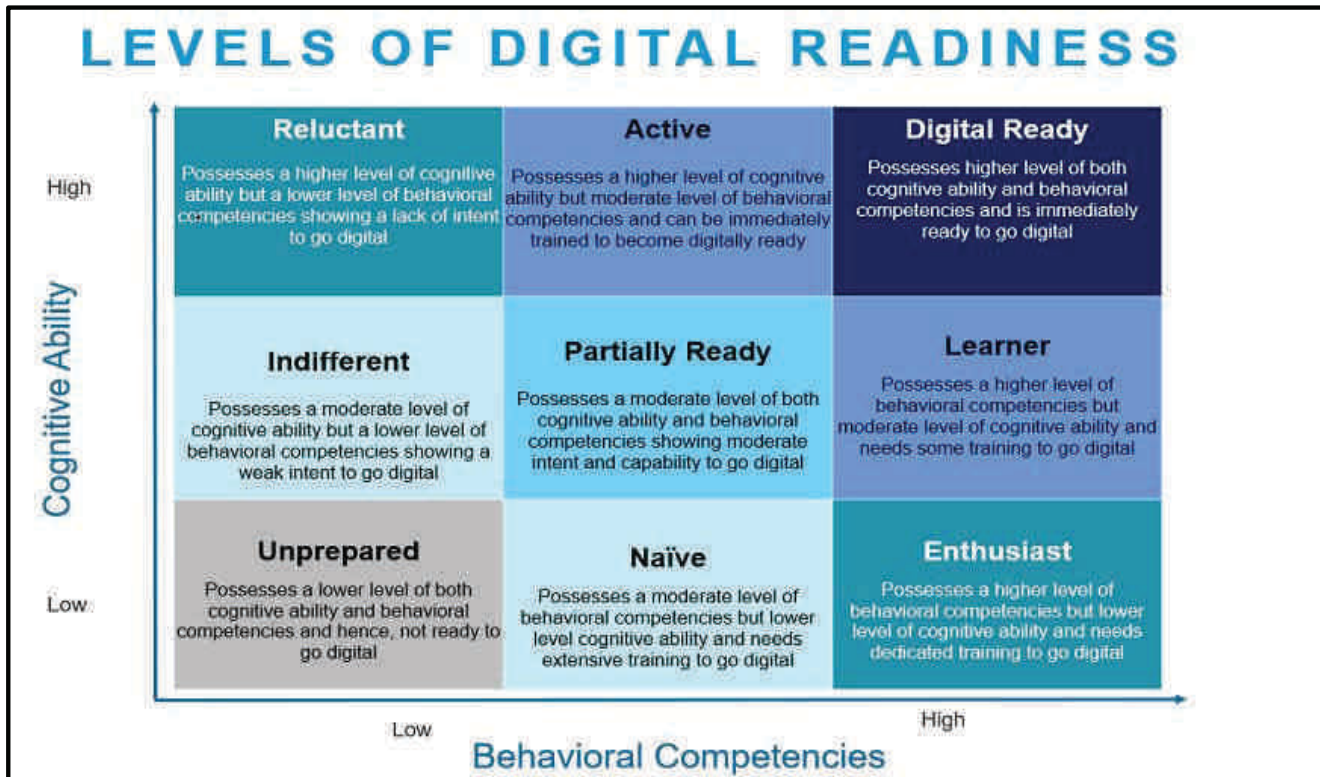 LEVELS OF DIGITAL READINESS
High
Cognitive Ability
Low
Reluctant
Possesses a higher level of cognitive
ability but a lower level of behavioral
competencies showing a lack of intent
to go digital
Active
Possesses a higher level of cognitive
ability but moderate level of behavioral
competencies and can be immediately
trained to become digitally ready
Digital Ready
Possesses higher level of both
cognitive ability and behavioral
competencies and is immediately
ready to go digital
Indifferent
Possesses a moderate level of
cognitive ability but a lower level of
behavioral competencies showing a
weak intent to go digital
Partially Ready
Possesses a moderate level of both
cognitive ability and behavioral
competencies showing moderate
intent and capability to go digital
Learner
Possesses a higher level of
behavioral competencies but
moderate level of cognitive ability and
needs some training to go digital
Unprepared
Possesses a lower level of both
cognitive ability and behavioral
competencies and hence, not ready to
go digital
Naïve
Possesses a moderate level of
behavioral competencies but lower
level cognitive ability and needs
extensive training to go digital
Enthusiast
Possesses a higher level of
behavioral competencies but lower
level of cognitive ability and needs
dedicated training to go digital
Low
High
Behavioral Competencies